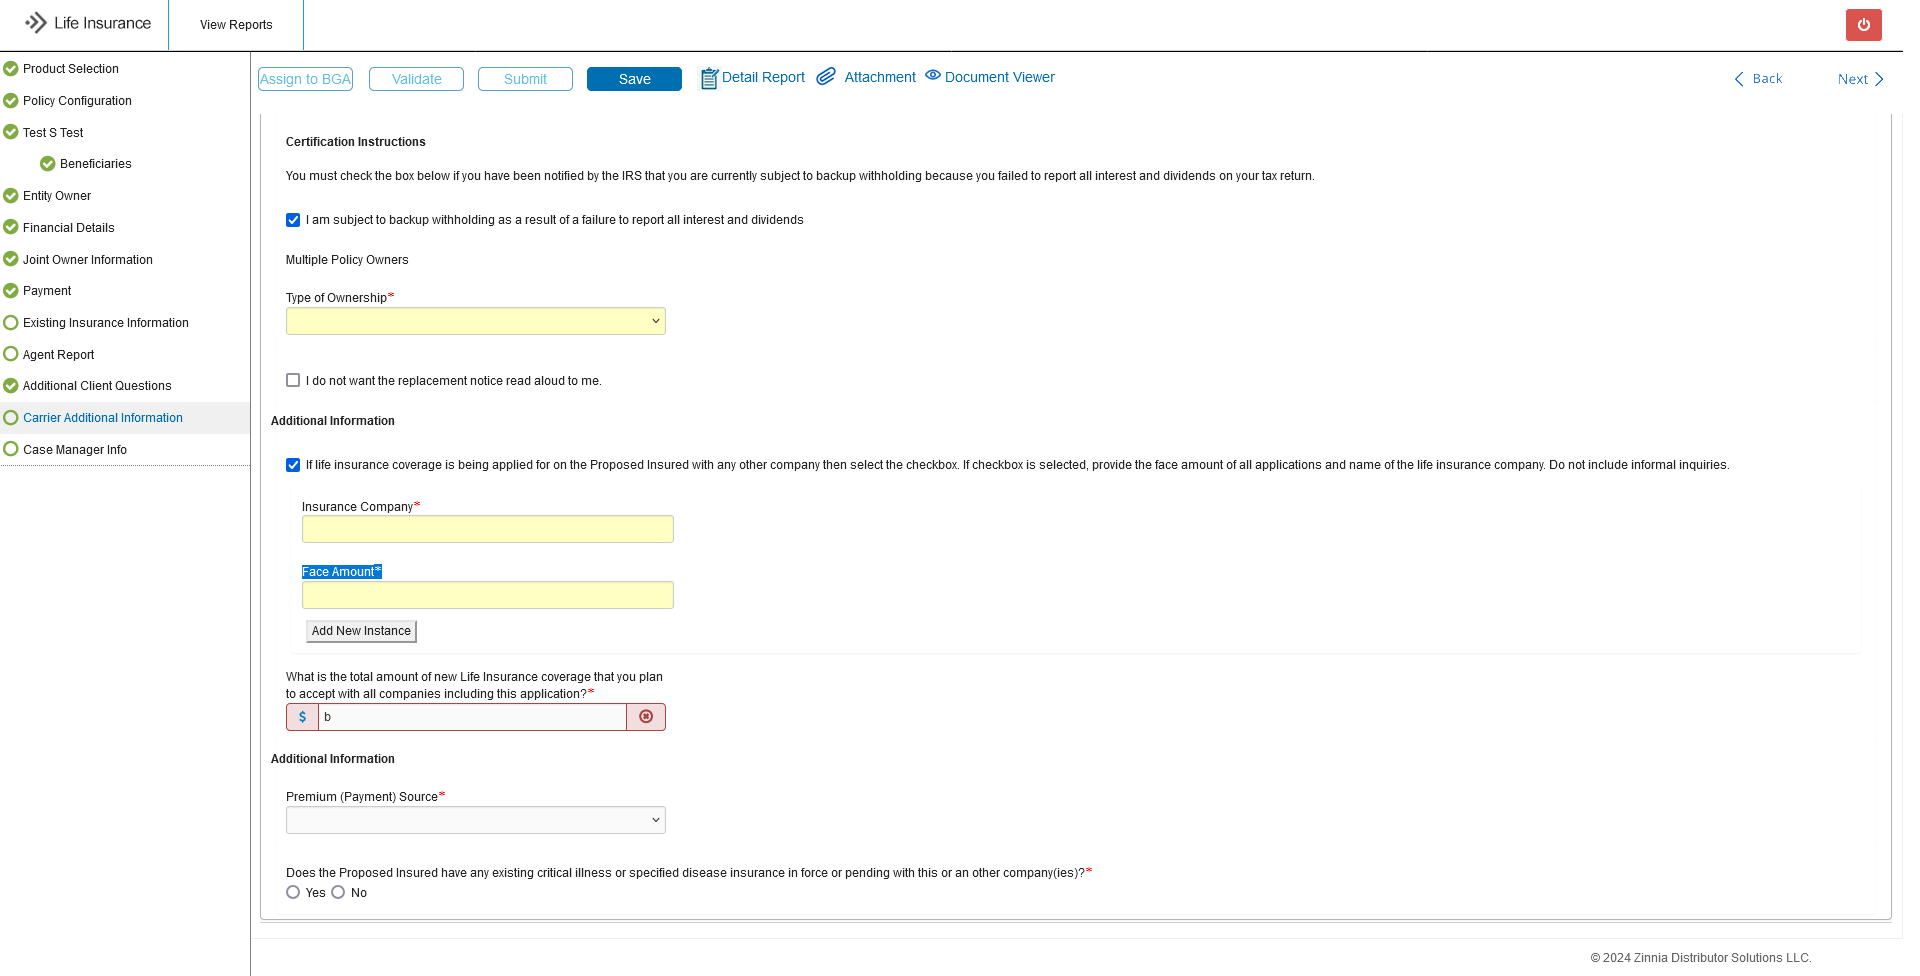 Life Insurance
View Reports
Product Selection
Policy Configuration
Test S Test
Beneficiaries
Entity Owner
Financial Details
Joint Owner Information
Payment
Existing Insurance Information
Agent Report
Additional Client Questions
Carrier Additional Information
Case Manager Info
Assign to BGA
Validate
Submit
Save
Detail Report
Attachment
Document Viewer
Back
Next
Certification Instructions
You must check the box below if you have been notified by the IRS that you are currently subject to backup withholding because you failed to report all interest and dividends on your tax return.
I am subject to backup withholding as a result of a failure to report all interest and dividends
Multiple Policy Owners
Type of Ownership*
I do not want the replacement notice read aloud to me.
Additional Information
If life insurance coverage is being applied for on the Proposed Insured with any other company then select the checkbox. If checkbox is selected, provide the face amount of all applications and name of the life insurance company. Do not include informal inquiries.
Insurance Company*
Face Amount*
Add New Instance
What is the total amount of new Life Insurance coverage that you plan
to accept with all companies including this application?*
$ b
Additional Information
Premium (Payment) Source*
Does the Proposed Insured have any existing critical illness or specified disease insurance in force or pending with this or an other company(ies)?*
Yes No
© 2024 Zinnia Distributor Solutions LLC.